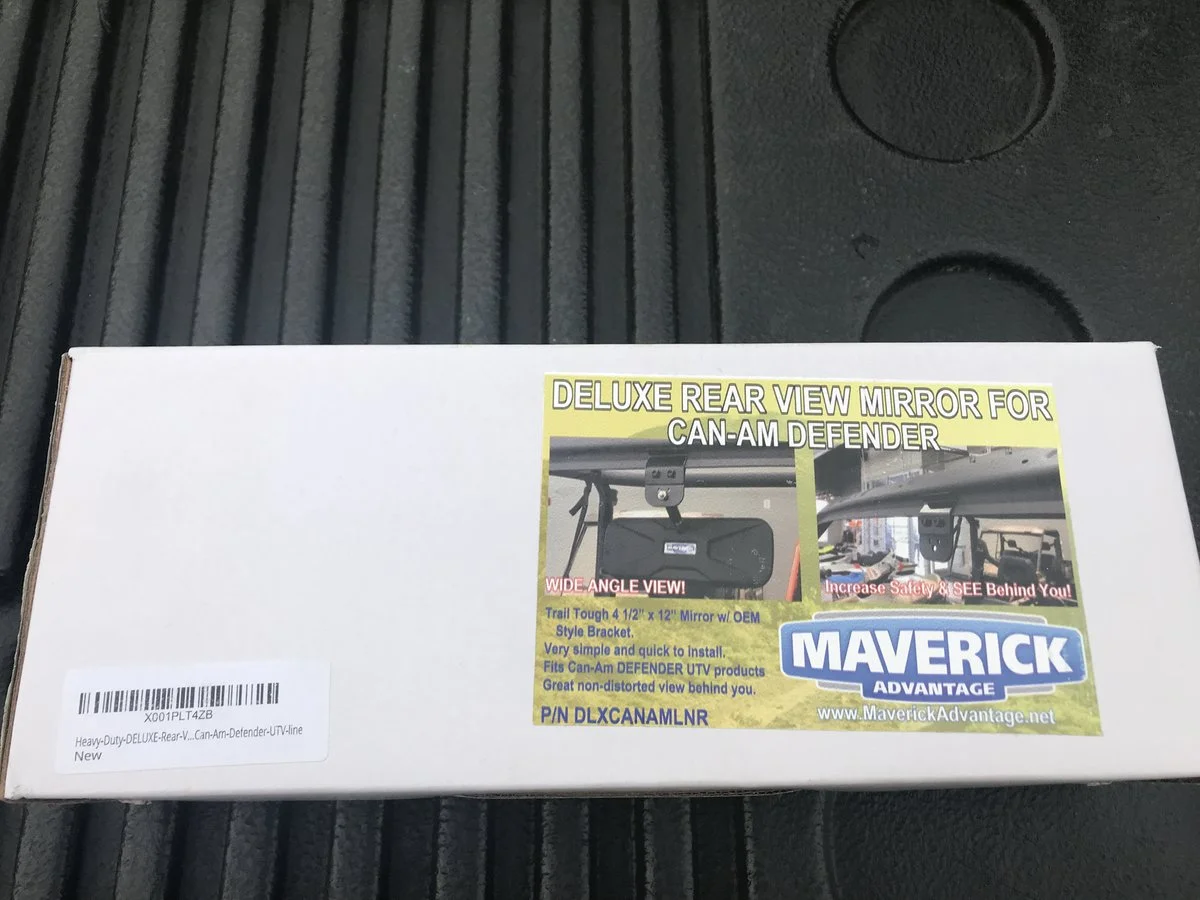 DELUXE REAR VIEW MIRROR FOR
CAN-AM DEFENDER
WIDE ANGLE VIEW!
Increase Safety & SEE Behind You!
Trail Tough 4 1/2" x 12" Mirror w/ OEM
Style Bracket.
Very simple and quick to install.
Fits Can-Am DEFENDER UTV products
Great non-distorted view behind you.
P/N DLXCANAMLNR
MAVERICK
ADVANTAGE
www.MaverickAdvantage.net
X001PLT4ZB
Heavy-Duty-DELUXE-Rear-V...Can-Am-Defender-UTV-line
New